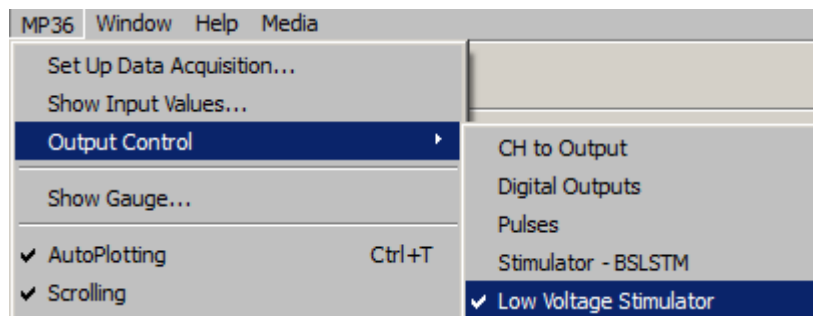 MP36 Window Help Media
Set Up Data Acquisition...
Show Input Values...
Output Control
CH to Output
Digital Outputs
Show Gauge...
Pulses
AutoPlotting Ctrl+T
Stimulator - BSLSTM
Scrolling
Low Voltage Stimulator